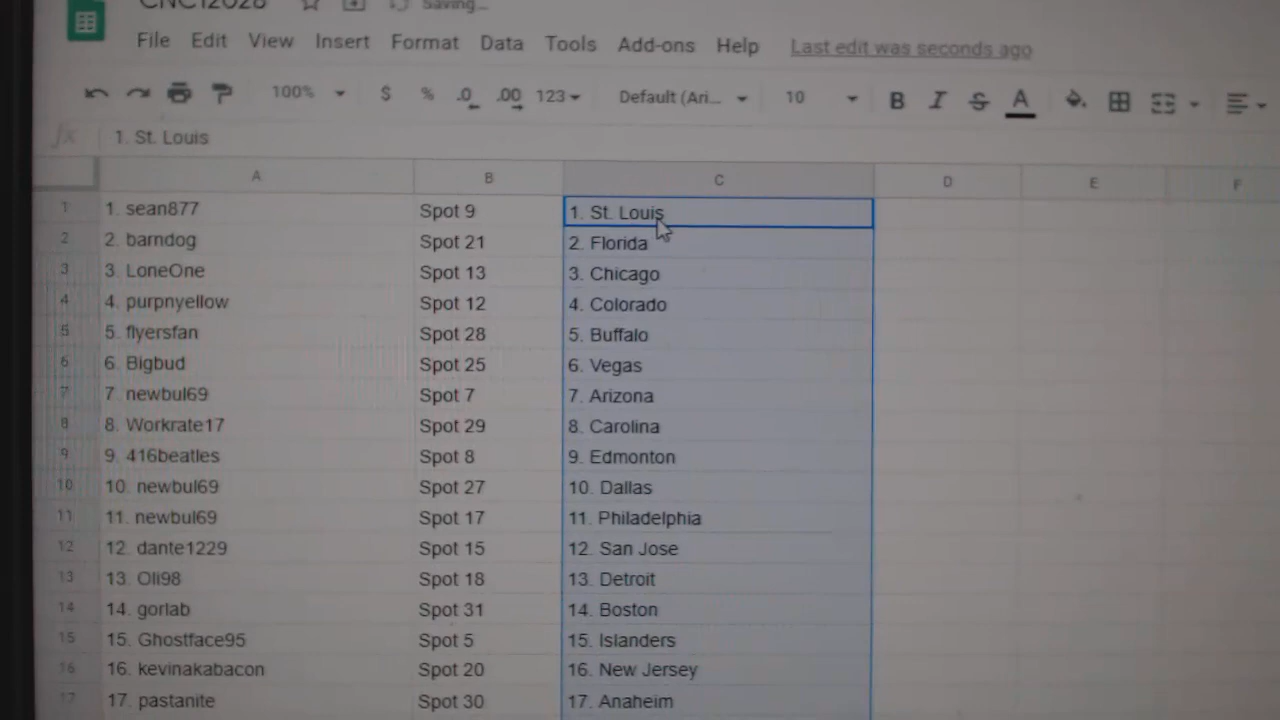 CNC12028 Saving...
File Edit View Insert Format Data Tools Add-ons Help Last edit was seconds ago
100% $ % .0 .00 123 Default (Ari... 10 B I S A
fx 1. St. Louis
A B C D E F
1 1. sean877 Spot 9 1. St. Louis
2 2. barndog Spot 21 2. Florida
3 3. LoneOne Spot 13 3. Chicago
4 4. purpnyellow Spot 12 4. Colorado
5 5. flyersfan Spot 28 5. Buffalo
6 6. Bigbud Spot 25 6. Vegas
7 7. newbul69 Spot 7 7. Arizona
8 8. Workrate17 Spot 29 8. Carolina
9 9. 416beatles Spot 8 9. Edmonton
10 10. newbul69 Spot 27 10. Dallas
11 11. newbul69 Spot 17 11. Philadelphia
12 12. dante1229 Spot 15 12. San Jose
13 13. Oli98 Spot 18 13. Detroit
14 14. gorlab Spot 31 14. Boston
15 15. Ghostface95 Spot 5 15. Islanders
16 16. kevinakabacon Spot 20 16. New Jersey
17 17. pastanite Spot 30 17. Anaheim